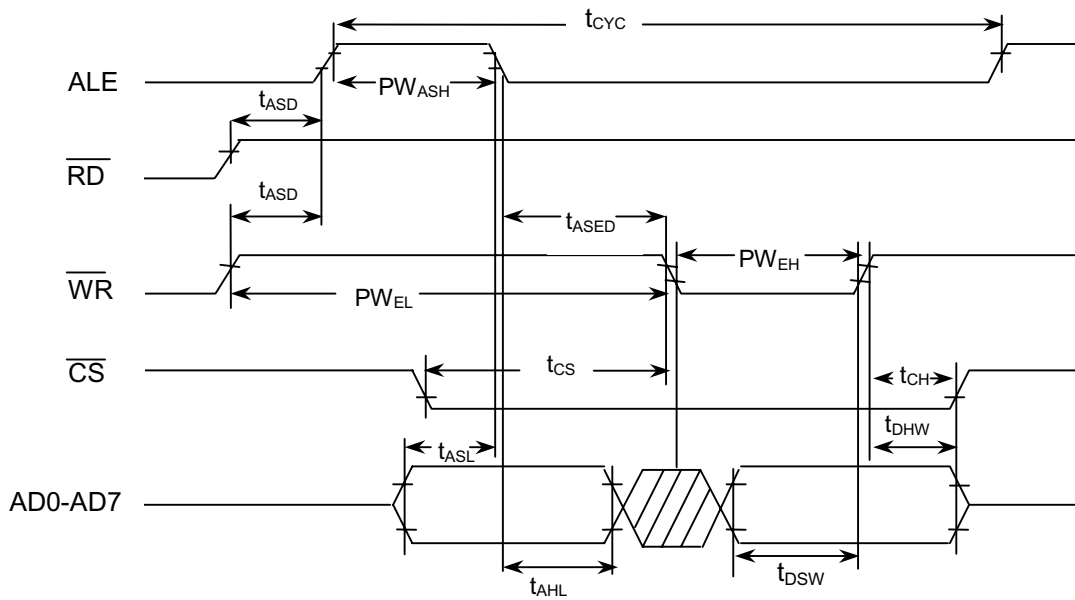 tCYC
ALE
PWASH
tASD
RD
tASD
tASED
PWEH
WR
PWEL
CS
tCS
tCH
tDHW
tASL
AD0-AD7
tAHL
tDSW